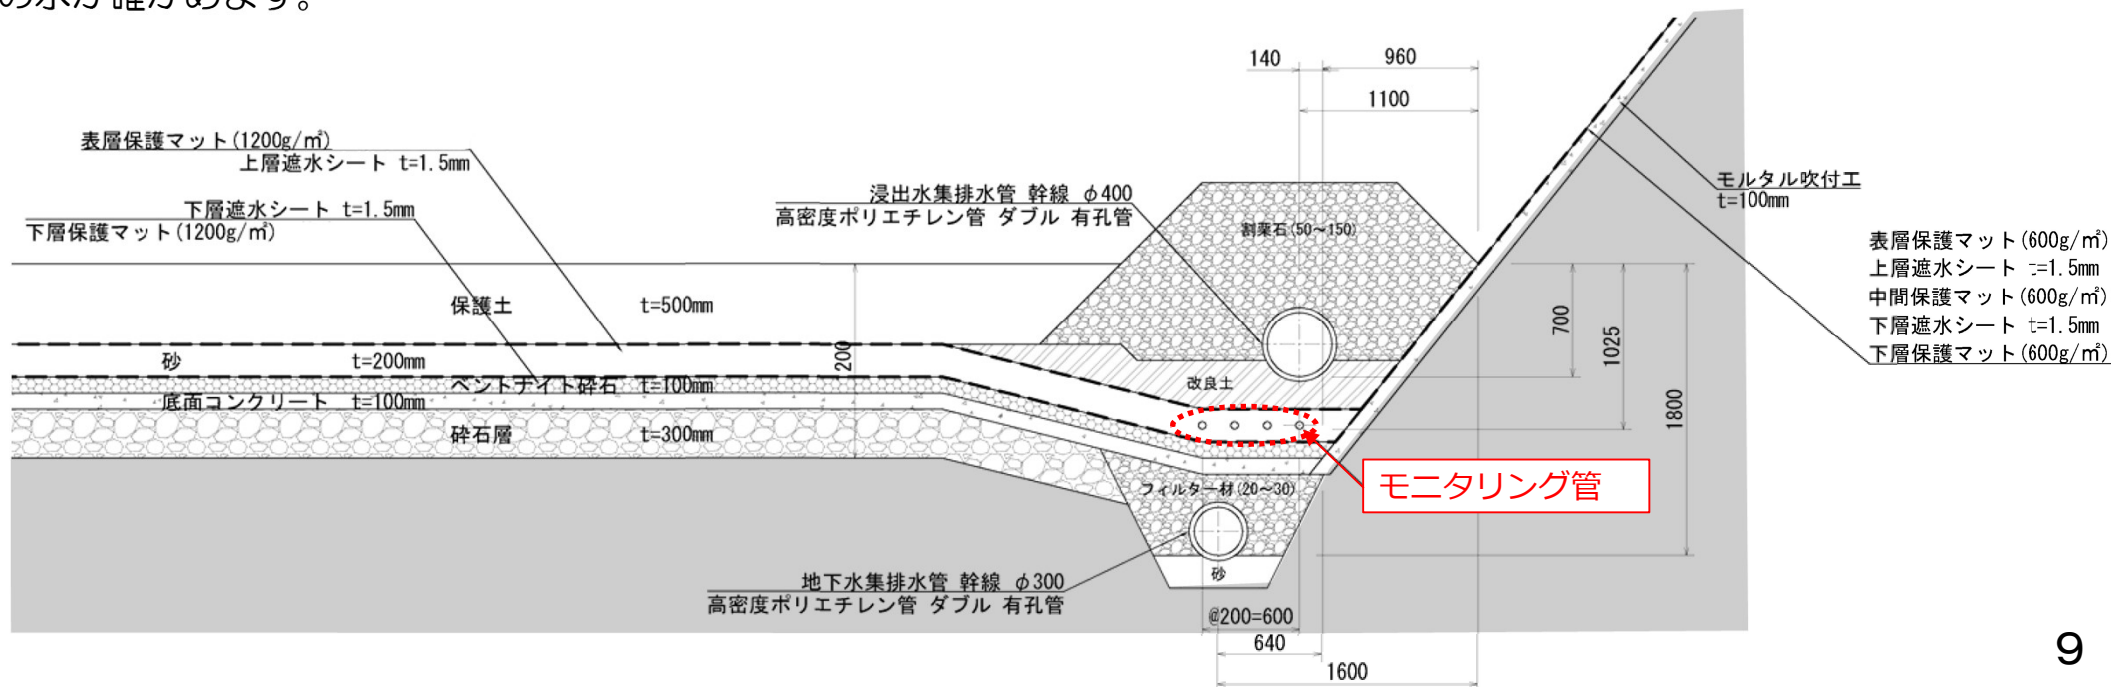 140
960
1100
表層保護マット(1200g/㎡)
上層遮水シート t=1.5mm
下層遮水シート t=1.5mm
下層保護マット(1200g/㎡)
浸出水集排水管 幹線 φ400
高密度ポリエチレン管 ダブル 有孔管
割栗石(50～150)
モルタル吹付工
t=100mm
表層保護マット(600g/㎡)
上層遮水シート t=1.5mm
中間保護マット(600g/㎡)
下層遮水シート t=1.5mm
下層保護マット(600g/㎡)
保護土 t=500mm
砂 t=200mm
ベントナイト砕石 t=100mm
底面コンクリート t=100mm
砕石層 t=300mm
200
改良土
700
1025
1800
モニタリング管
フィルター材(20～30)
砂
地下水集排水管 幹線 φ300
高密度ポリエチレン管 ダブル 有孔管
@200=600
640
1600
9